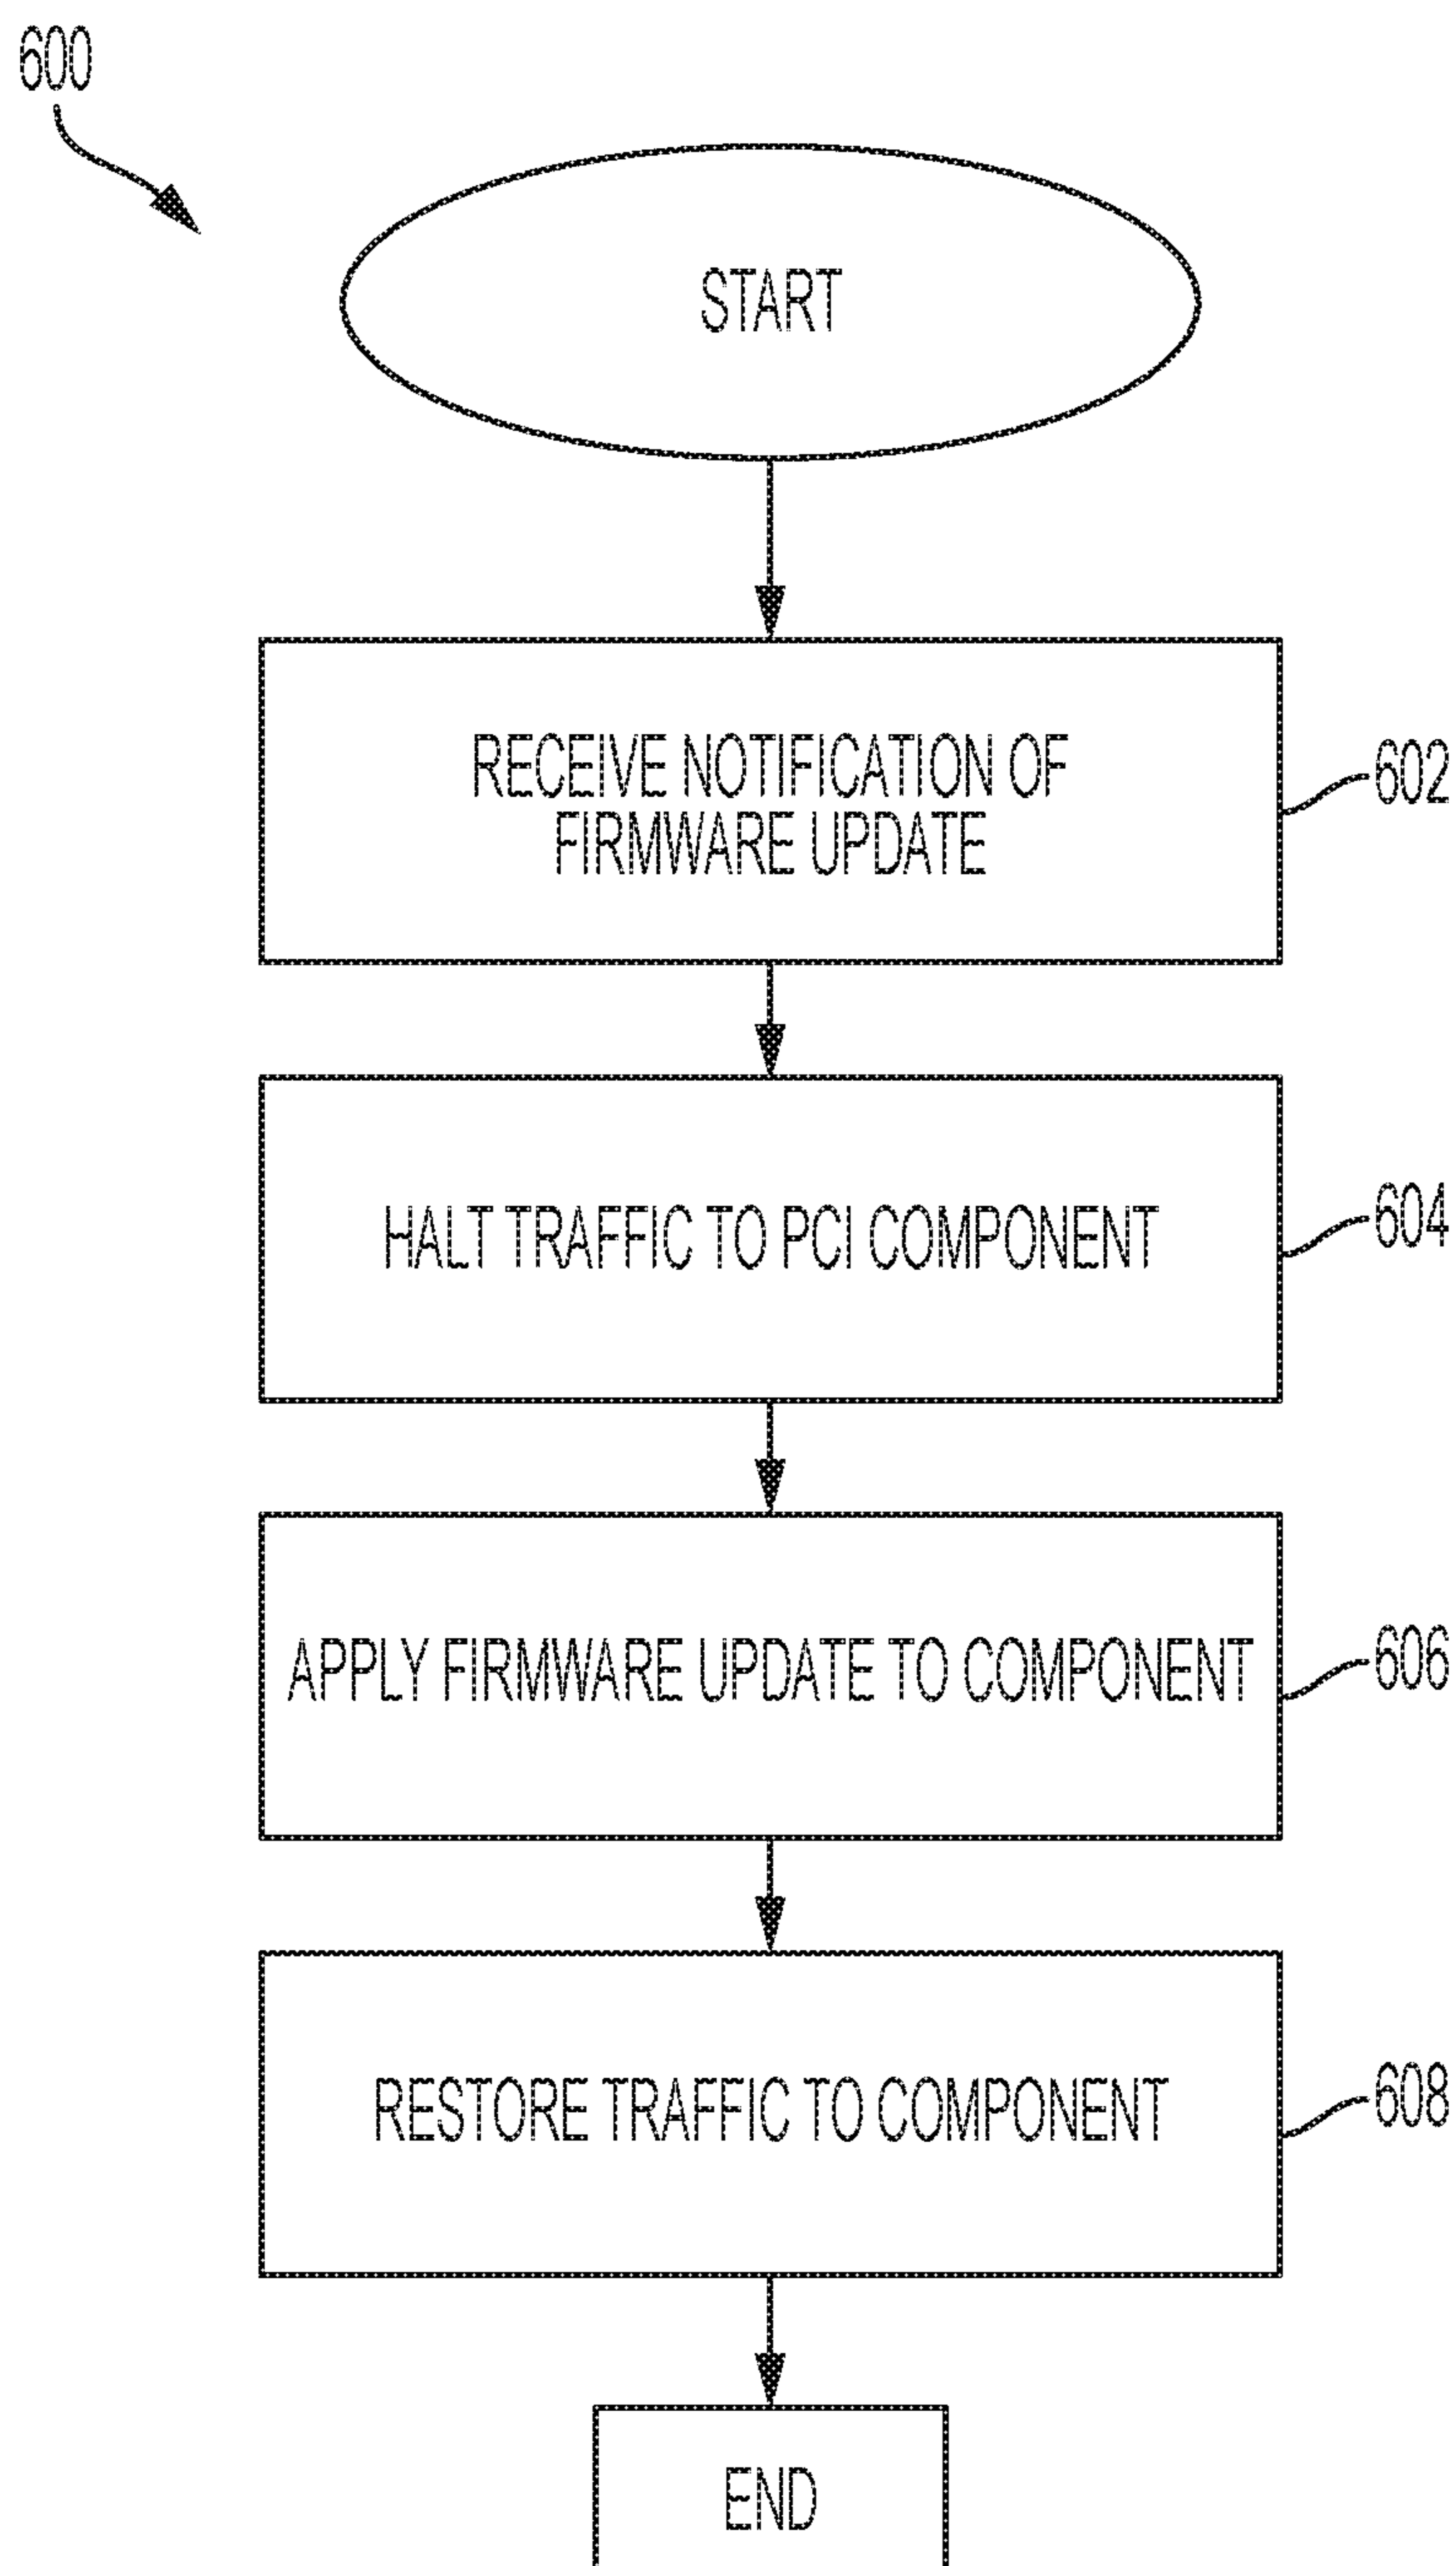 600
START
RECEIVE NOTIFICATION OF
FIRMWARE UPDATE
602
HALT TRAFFIC TO PCI COMPONENT
604
APPLY FIRMWARE UPDATE TO COMPONENT
606
RESTORE TRAFFIC TO COMPONENT
608
END